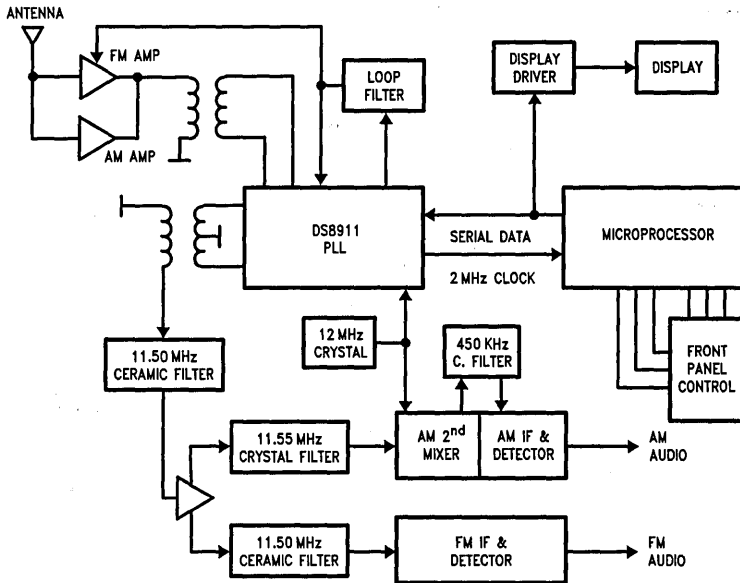 ANTENNA
FM AMP
AM AMP
LOOP
FILTER
DISPLAY
DRIVER
DISPLAY
DS8911
PLL
SERIAL DATA
2 MHz CLOCK
MICROPROCESSOR
12 MHz
CRYSTAL
450 KHz
C. FILTER
FRONT
PANEL
CONTROL
11.50 MHz
CERAMIC FILTER
11.55 MHz
CRYSTAL FILTER
AM 2nd
MIXER
AM IF &
DETECTOR
AM
AUDIO
11.50 MHz
CERAMIC FILTER
FM IF &
DETECTOR
FM
AUDIO